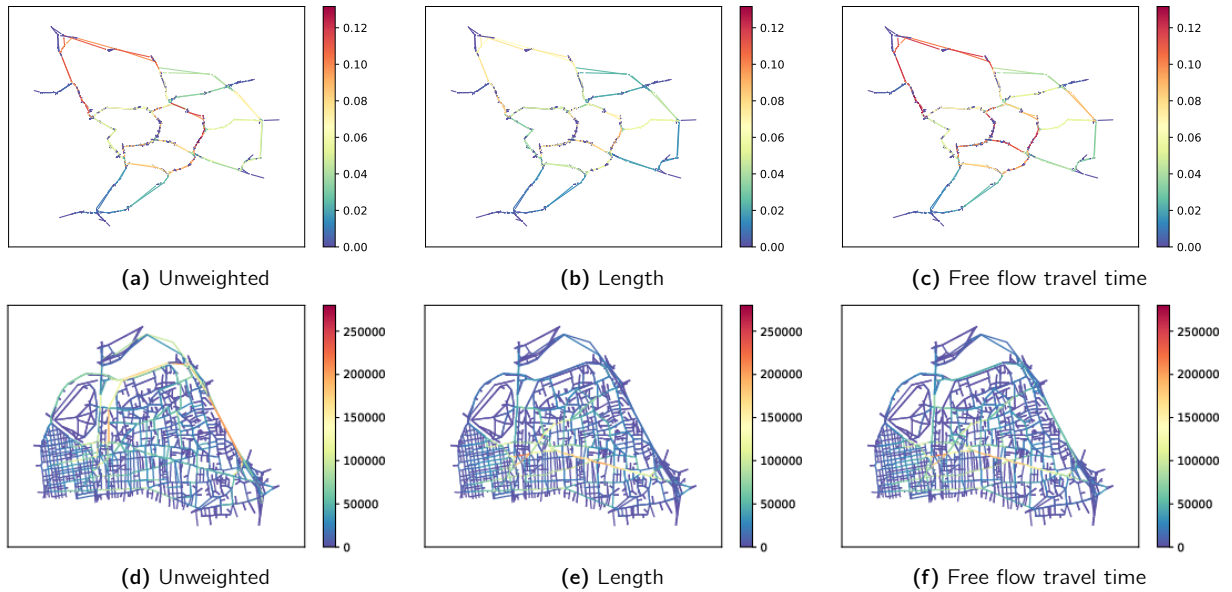 0.12 0.12 0.12
0.10 0.10 0.10
0.08 0.08 0.08
0.06 0.06 0.06
0.04 0.04 0.04
0.02 0.02 0.02
0.00 0.00 0.00
(a) Unweighted (b) Length (c) Free flow travel time
250000 250000 250000
200000 200000 200000
150000 150000 150000
100000 100000 100000
50000 50000 50000
0 0 0
(d) Unweighted (e) Length (f) Free flow travel time